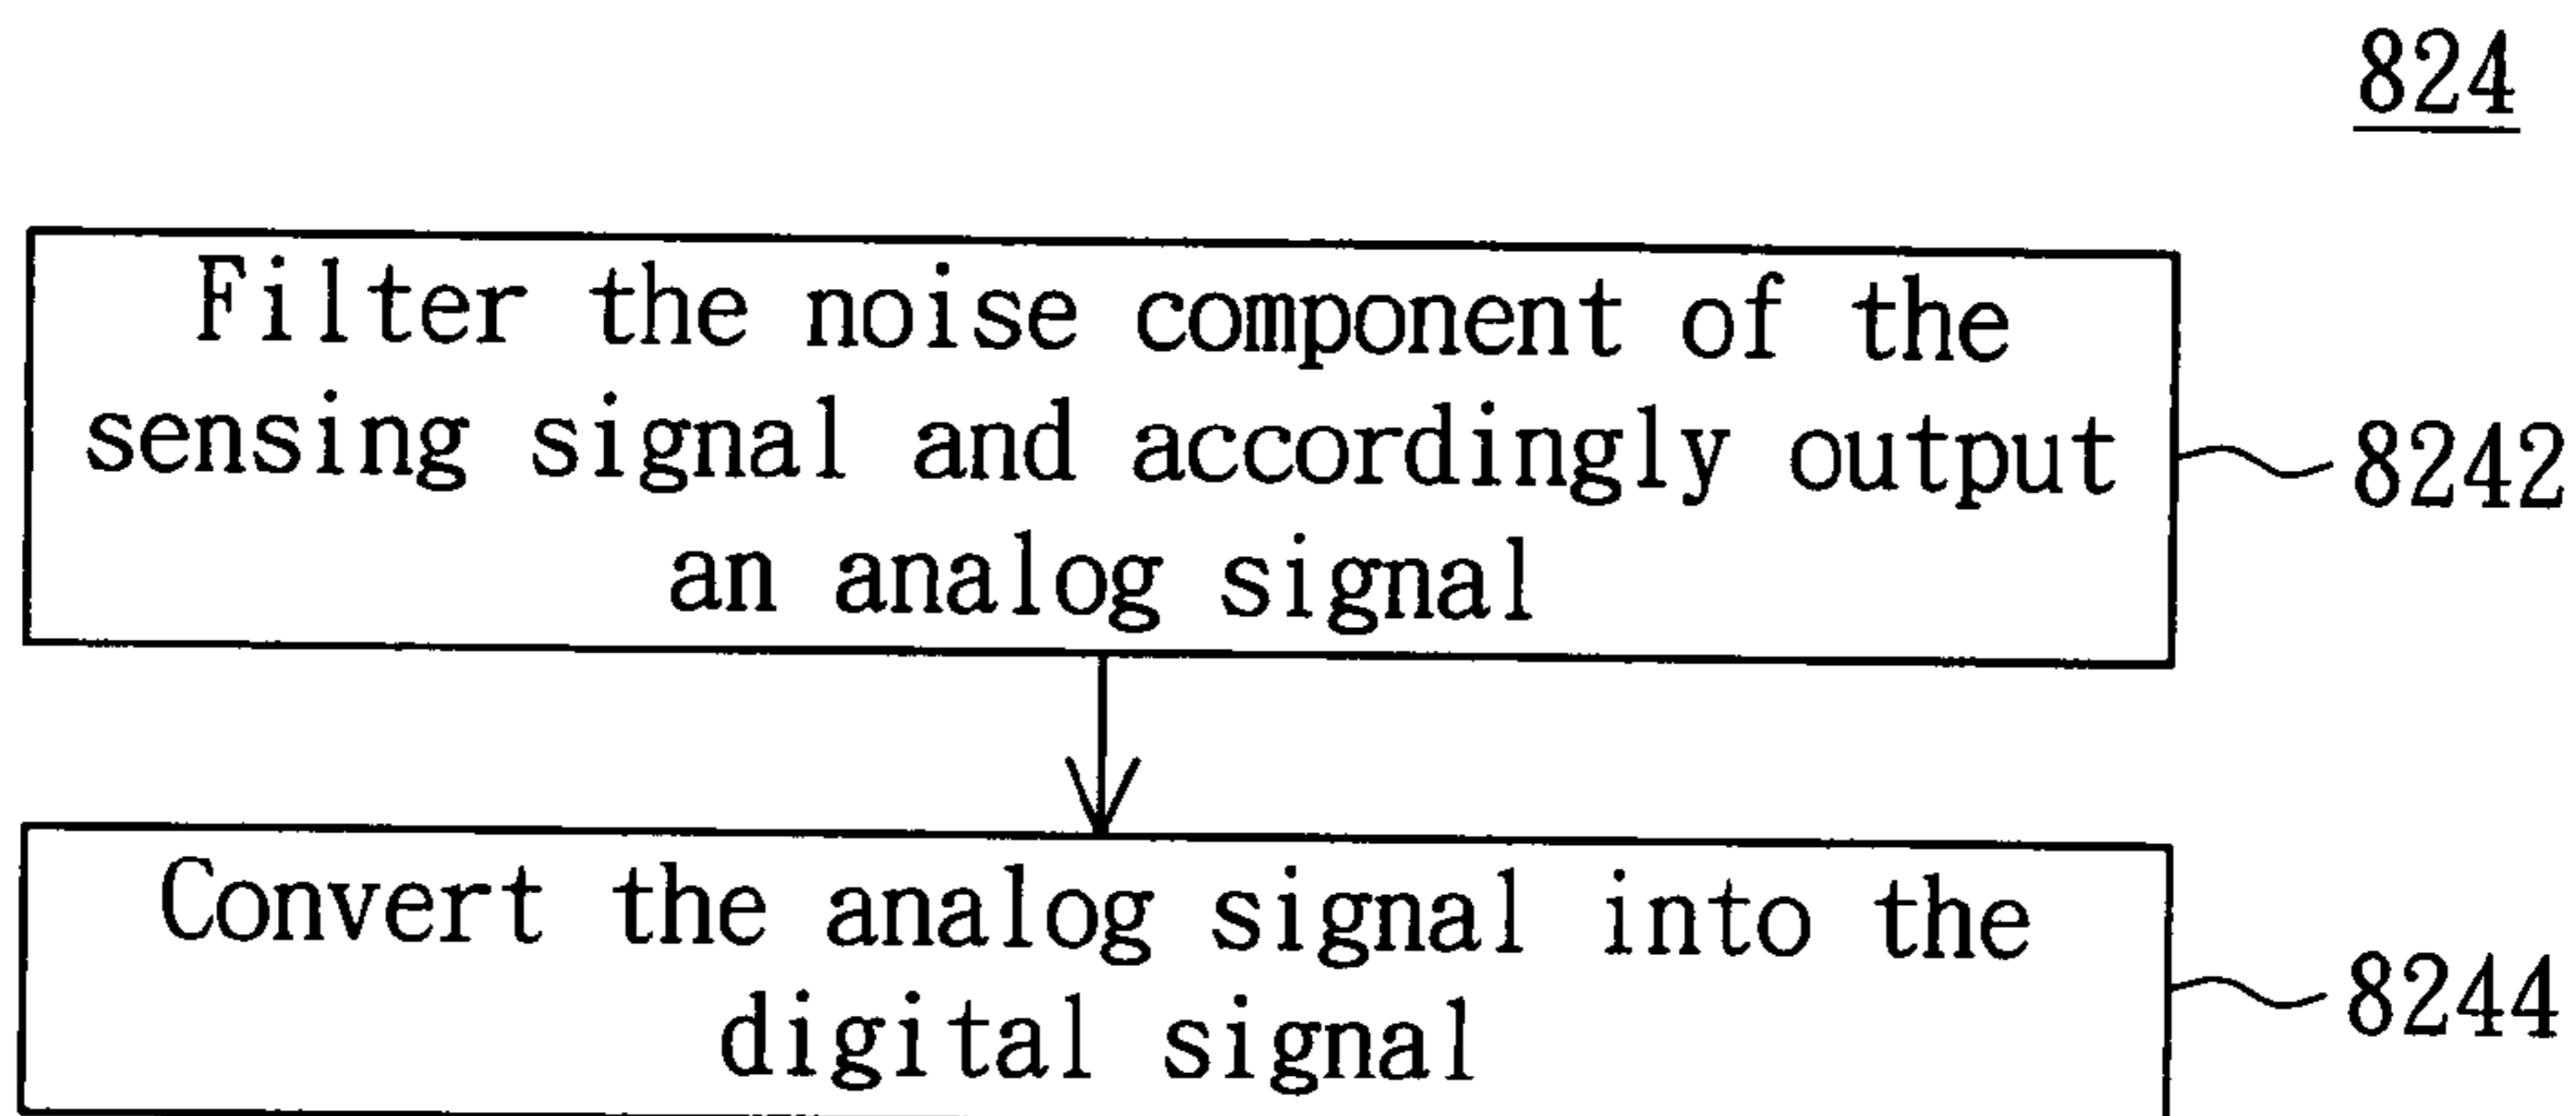 824
Filter the noise component of the
sensing signal and accordingly output
an analog signal
8242
Convert the analog signal into the
digital signal
8244